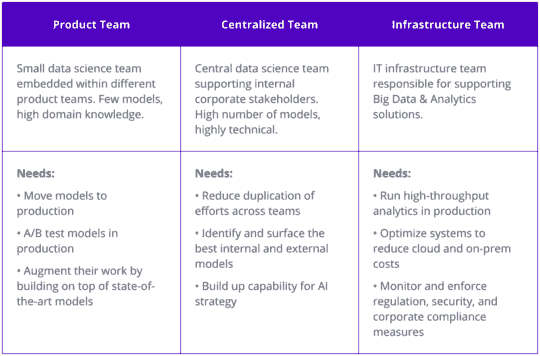 Product Team
Centralized Team
Infrastructure Team
Small data science team
embedded within different
product teams. Few models,
high domain knowledge.
Central data science team
supporting internal
corporate stakeholders.
High number of models,
highly technical.
IT infrastructure team
responsible for supporting
Big Data & Analytics
solutions.
Needs:
• Move models to
production
• A/B test models in
production
• Augment their work by
building on top of state-of-
the-art models
Needs:
• Reduce duplication of
efforts across teams
• Identify and surface the
best internal and external
models
• Build up capability for AI
strategy
Needs:
• Run high-throughput
analytics in production
• Optimize systems to
reduce cloud and on-prem
costs
• Monitor and enforce
regulation, security, and
corporate compliance
measures